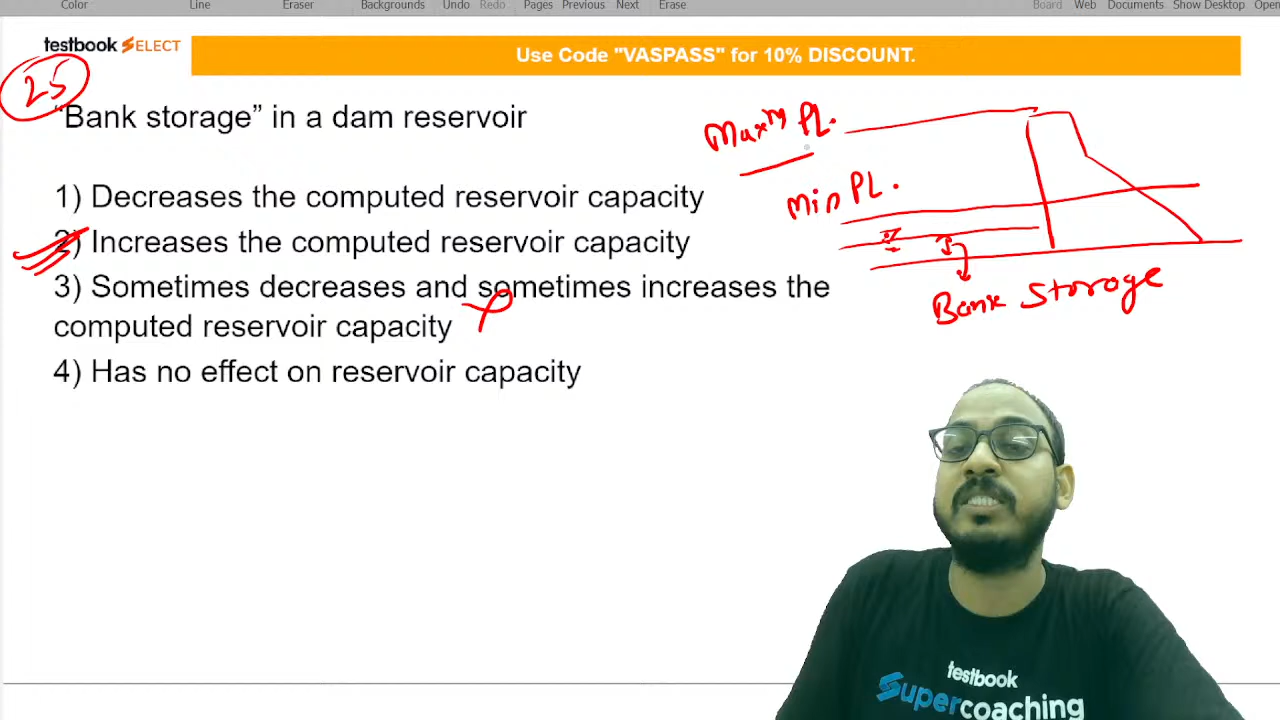 Color Line Eraser Backgrounds Undo Redo Pages Previous Next Erase Board Web Documents Show Desktop Open
testbook SELECT
Use Code "VASPASS" for 10% DISCOUNT.
25
"Bank storage" in a dam reservoir
1) Decreases the computed reservoir capacity
2) Increases the computed reservoir capacity
3) Sometimes decreases and sometimes increases the
computed reservoir capacity
4) Has no effect on reservoir capacity
Maxm PL.
Min PL.
Bank Storage
testbook
Supercoaching